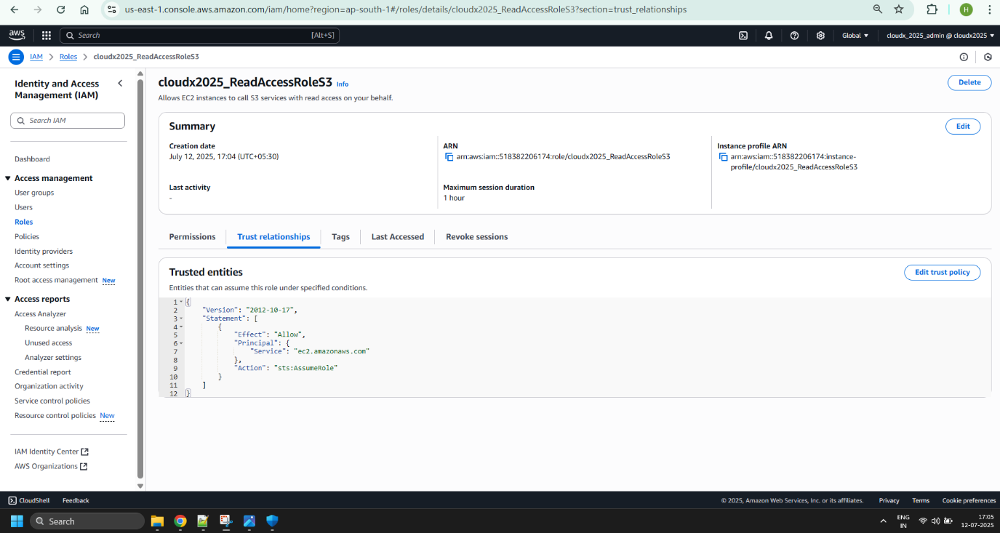 us-east-1.console.aws.amazon.com/iam/home?region=ap-south-1#/roles/details/cloudx2025_ReadAccessRoleS3?section=trust_relationships
H
aws
Search
[Alt+S]
Global
cloudx_2025_admin @ cloudx2025
IAM
Roles
cloudx2025_ReadAccessRoleS3
Identity and Access
Management (IAM)
Search IAM
Dashboard
Access management
User groups
Users
Roles
Policies
Identity providers
Account settings
Root access management New
Access reports
Access Analyzer
Resource analysis New
Unused access
Analyzer settings
Credential report
Organization activity
Service control policies
Resource control policies New
IAM Identity Center
AWS Organizations
cloudx2025_ReadAccessRoleS3 Info
Delete
Allows EC2 instances to call S3 services with read access on your behalf.
Summary
Edit
Creation date
July 12, 2025, 17:04 (UTC+05:30)
Last activity
-
ARN
arn:aws:iam::518382206174:role/cloudx2025_ReadAccessRoleS3
Maximum session duration
1 hour
Instance profile ARN
arn:aws:iam::518382206174:instance-
profile/cloudx2025_ReadAccessRoleS3
Permissions
Trust relationships
Tags
Last Accessed
Revoke sessions
Trusted entities
Edit trust policy
Entities that can assume this role under specified conditions.
1 {
2 "Version": "2012-10-17",
3 "Statement": [
4 {
5 "Effect": "Allow",
6 "Principal": {
7 "Service": "ec2.amazonaws.com"
8 },
9 "Action": "sts:AssumeRole"
10 }
11 ]
12 }
CloudShell
Feedback
© 2025, Amazon Web Services, Inc. or its affiliates.
Privacy
Terms
Cookie preferences
Search
ENG
IN
17:05
12-07-2025